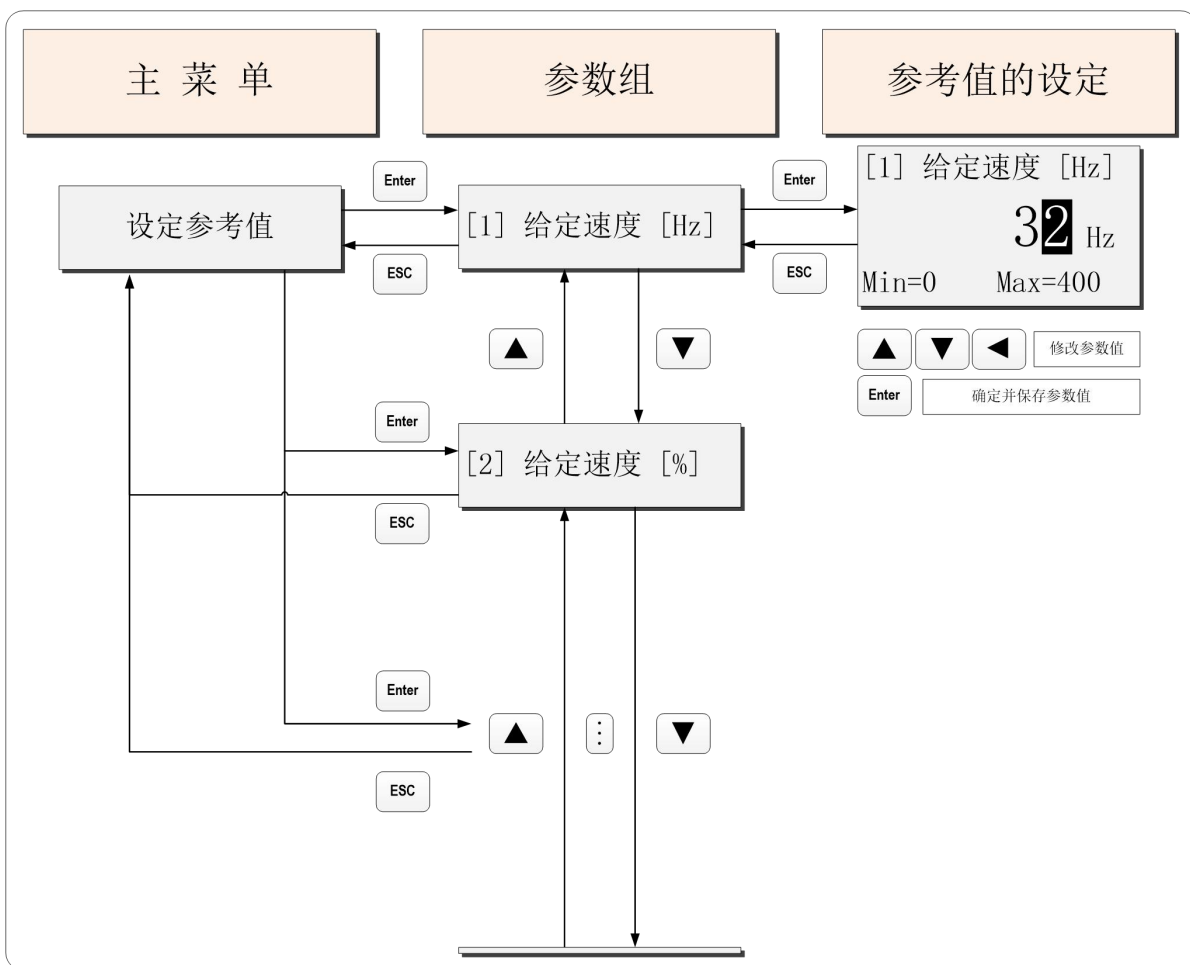 主 菜 单
参数组
参考值的设定
设定参考值
Enter
ESC
[1] 给定速度 [Hz]
Enter
ESC
[1] 给定速度 [Hz]
32 Hz
Min=0 Max=400
修改参数值
Enter 确定并保存参数值
Enter
[2] 给定速度 [%]
ESC
Enter
ESC